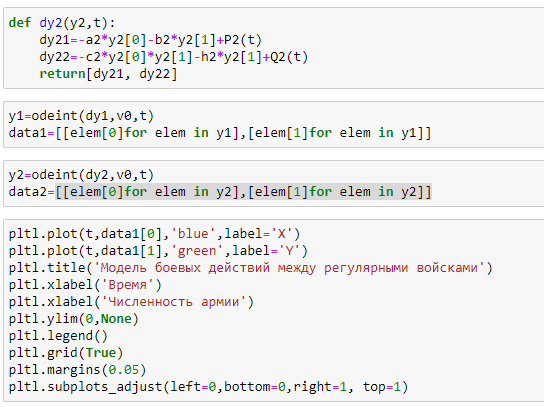 def dy2(y2,t):
    dy21=-a2*y2[0]-b2*y2[1]+P2(t)
    dy22=-c2*y2[0]*y2[1]-h2*y2[1]+Q2(t)
    return[dy21, dy22]
y1=odeint(dy1,v0,t)
data1=[[elem[0]for elem in y1],[elem[1]for elem in y1]]
y2=odeint(dy2,v0,t)
data2=[[elem[0]for elem in y2],[elem[1]for elem in y2]]
pltl.plot(t,data1[0],'blue',label='X')
pltl.plot(t,data1[1],'green',label='Y')
pltl.title('Модель боевых действий между регулярными войсками')
pltl.xlabel('Время')
pltl.xlabel('Численность армии')
pltl.ylim(0,None)
pltl.legend()
pltl.grid(True)
pltl.margins(0.05)
pltl.subplots_adjust(left=0,bottom=0,right=1, top=1)